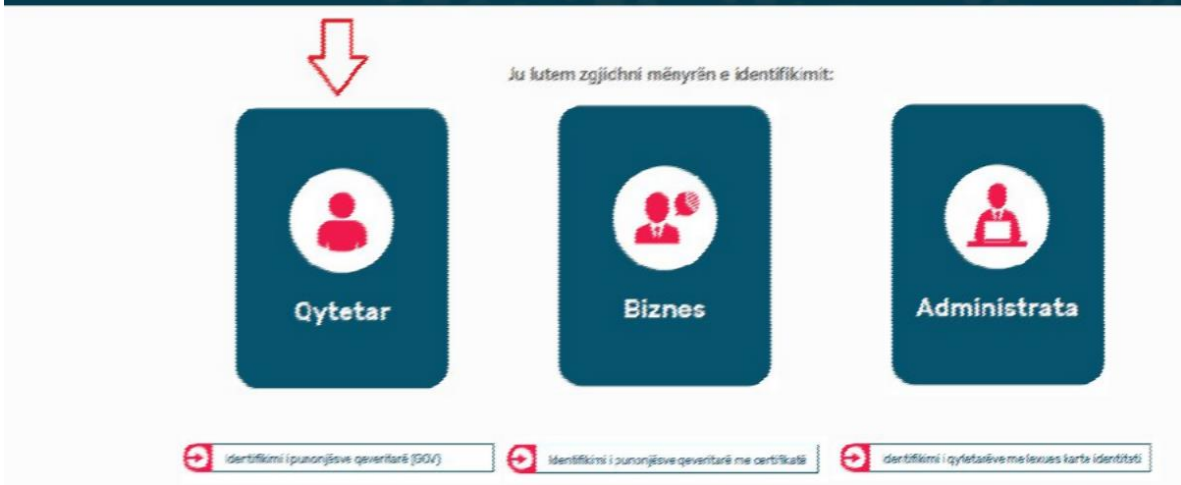 Ju lutem zgjidhni mënyrën e identifikimit:
Qytetar
Biznes
Administrata
Identifikimi i punonjësve qeveritarë (GOV)
Identifikimi i punonjësve qeveritarë me certifikatë
Identifikimi i qytetarëve me lexues karte identiteti